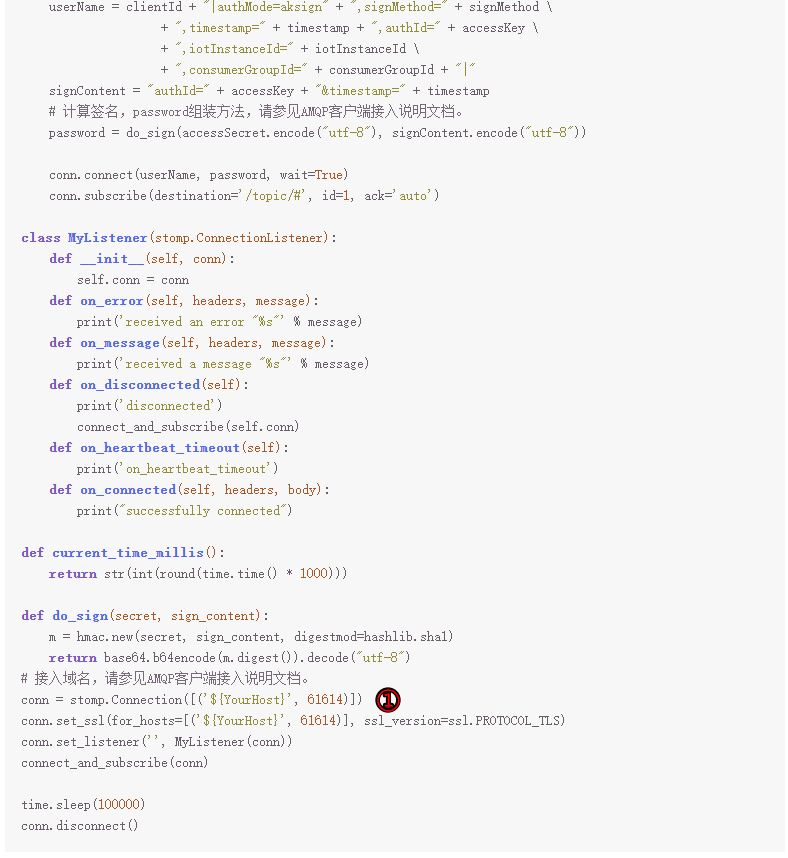 userName = clientId + "|authMode=aksign" + ",signMethod=" + signMethod \
+ ",timestamp=" + timestamp + ",authId=" + accessKey \
+ ",iotInstanceId=" + iotInstanceId \
+ ",consumerGroupId=" + consumerGroupId + "|"
signContent = "authId=" + accessKey + "&timestamp=" + timestamp
# 计算签名，password组装方法，请参见AMQP客户端接入说明文档。
password = do_sign(accessSecret.encode("utf-8"), signContent.encode("utf-8"))
conn.connect(userName, password, wait=True)
conn.subscribe(destination='/topic/#', id=1, ack='auto')
class MyListener(stomp.ConnectionListener):
def __init__(self, conn):
self.conn = conn
def on_error(self, headers, message):
print('received an error "%s"' % message)
def on_message(self, headers, message):
print('received a message "%s"' % message)
def on_disconnected(self):
print('disconnected')
connect_and_subscribe(self.conn)
def on_heartbeat_timeout(self):
print('on_heartbeat_timeout')
def on_connected(self, headers, body):
print("successfully connected")
def current_time_millis():
return str(int(round(time.time() * 1000)))
def do_sign(secret, sign_content):
m = hmac.new(secret, sign_content, digestmod=hashlib.sha1)
return base64.b64encode(m.digest()).decode("utf-8")
# 接入域名，请参见AMQP客户端接入说明文档。
conn = stomp.Connection([('${YourHost}', 61614)]) ①
conn.set_ssl(for_hosts=[('${YourHost}', 61614)], ssl_version=ssl.PROTOCOL_TLS)
conn.set_listener('', MyListener(conn))
connect_and_subscribe(conn)
time.sleep(100000)
conn.disconnect()